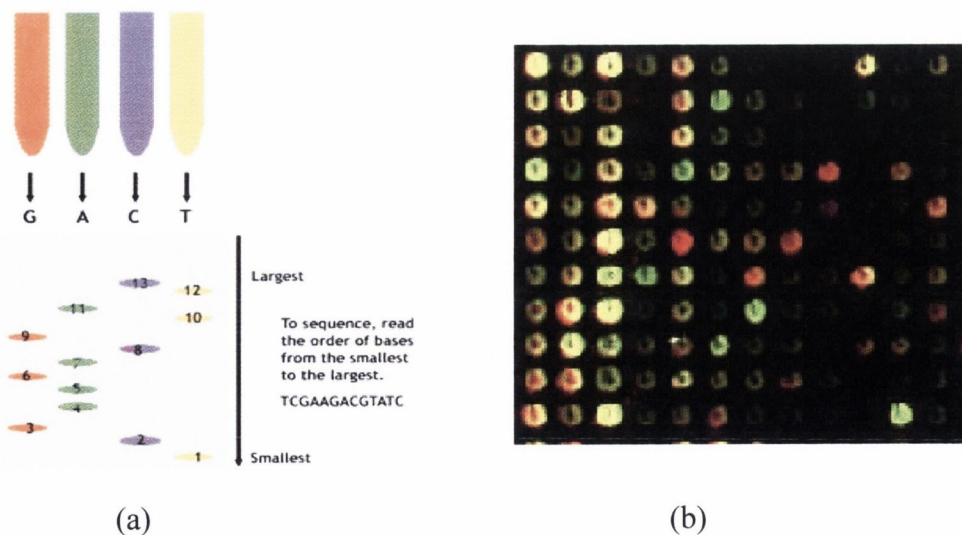 G A C T
Largest
13
12
11
10
9
8
7
6
5
4
3
2
1
To sequence, read
the order of bases
from the smallest
to the largest.
TCGAAGACGTATC
Smallest
(a)
(b)